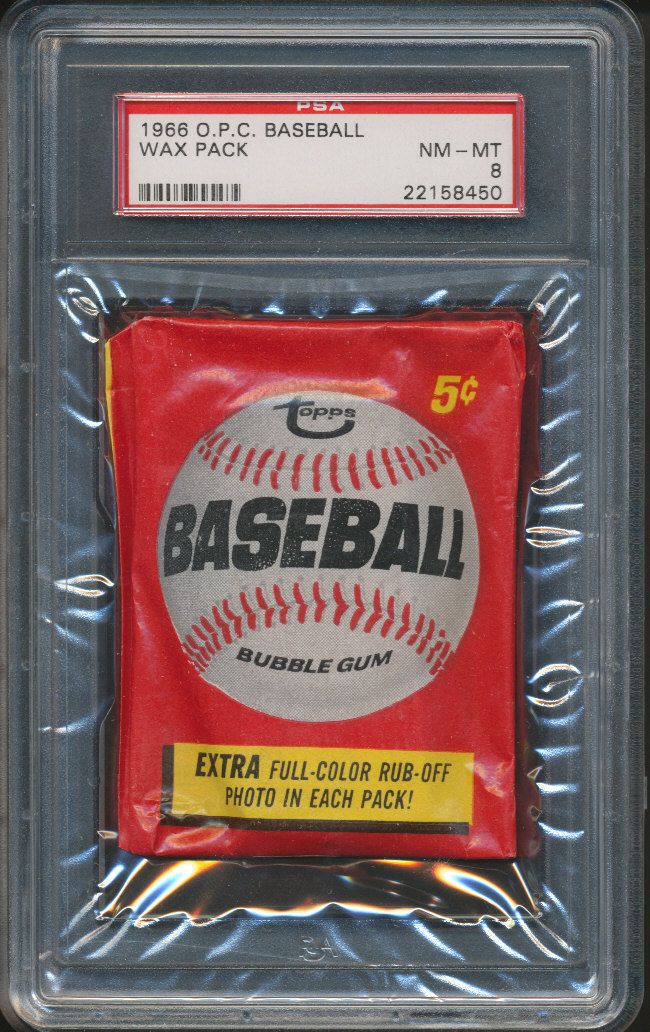 PSA
1966 O.P.C. BASEBALL
WAX PACK
NM - MT
8
22158450
5¢
topps
BASEBALL
BUBBLE GUM
EXTRA FULL-COLOR RUB-OFF
PHOTO IN EACH PACK!